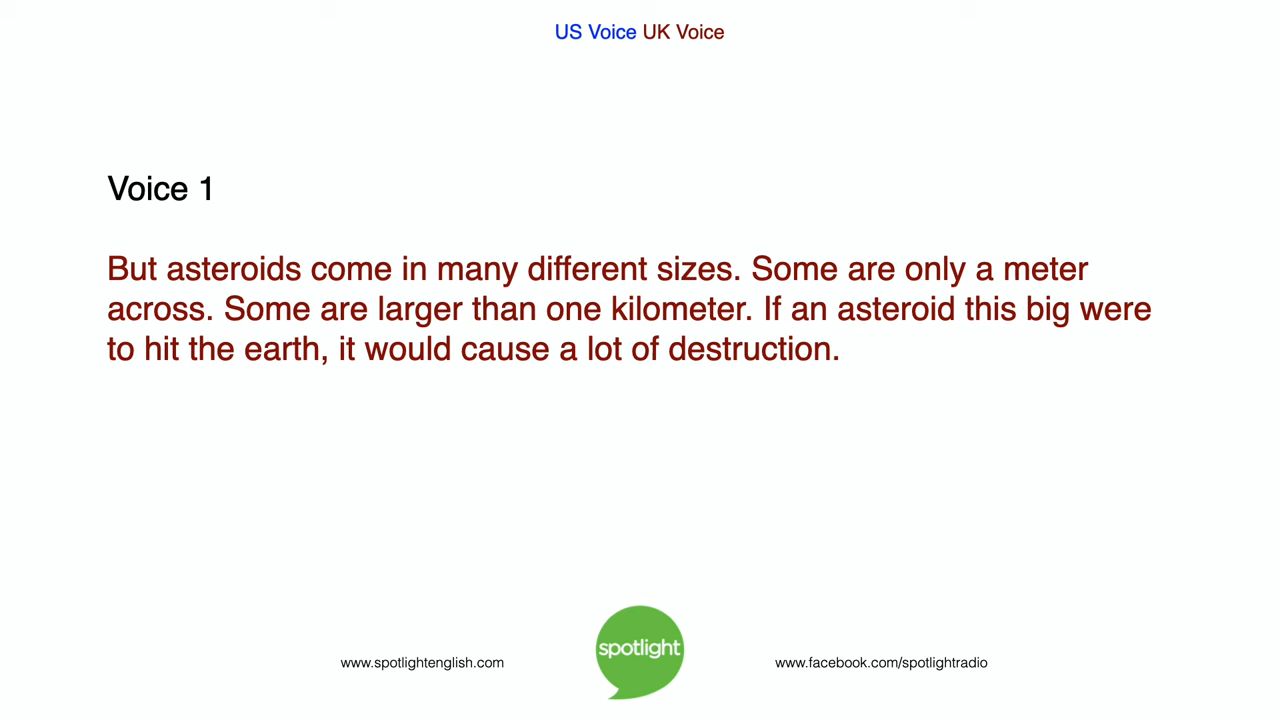 US Voice UK Voice
Voice 1
But asteroids come in many different sizes. Some are only a meter
across. Some are larger than one kilometer. If an asteroid this big were
to hit the earth, it would cause a lot of destruction.
www.spotlightenglish.com
spotlight
www.facebook.com/spotlightradio